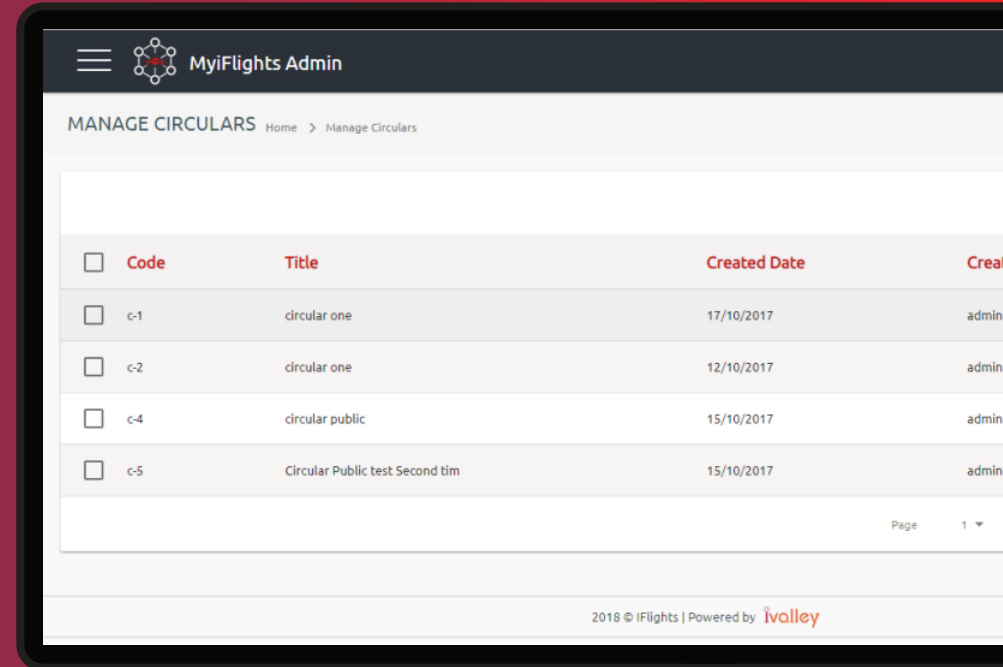 MyiFlights Admin
MANAGE CIRCULARS Home > Manage Circulars
Code Title Created Date Creat
c-1 circular one 17/10/2017 admin
c-2 circular one 12/10/2017 admin
c-4 circular public 15/10/2017 admin
c-5 Circular Public test Second tim 15/10/2017 admin
Page 1
2018 © IFlights | Powered by ivalley